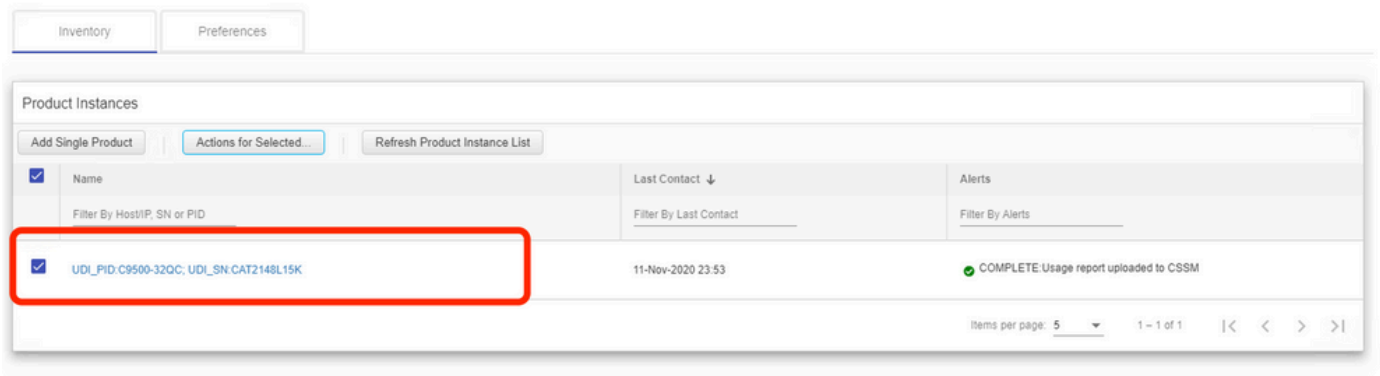 Inventory Preferences
Product Instances
Add Single Product Actions for Selected... Refresh Product Instance List
Name Last Contact Alerts
Filter By Host/IP, SN or PID Filter By Last Contact Filter By Alerts
UDI_PID:C9500-32QC; UDI_SN:CAT2148L15K 11-Nov-2020 23:53 COMPLETE:Usage report uploaded to CSSM
Items per page: 5 1 – 1 of 1